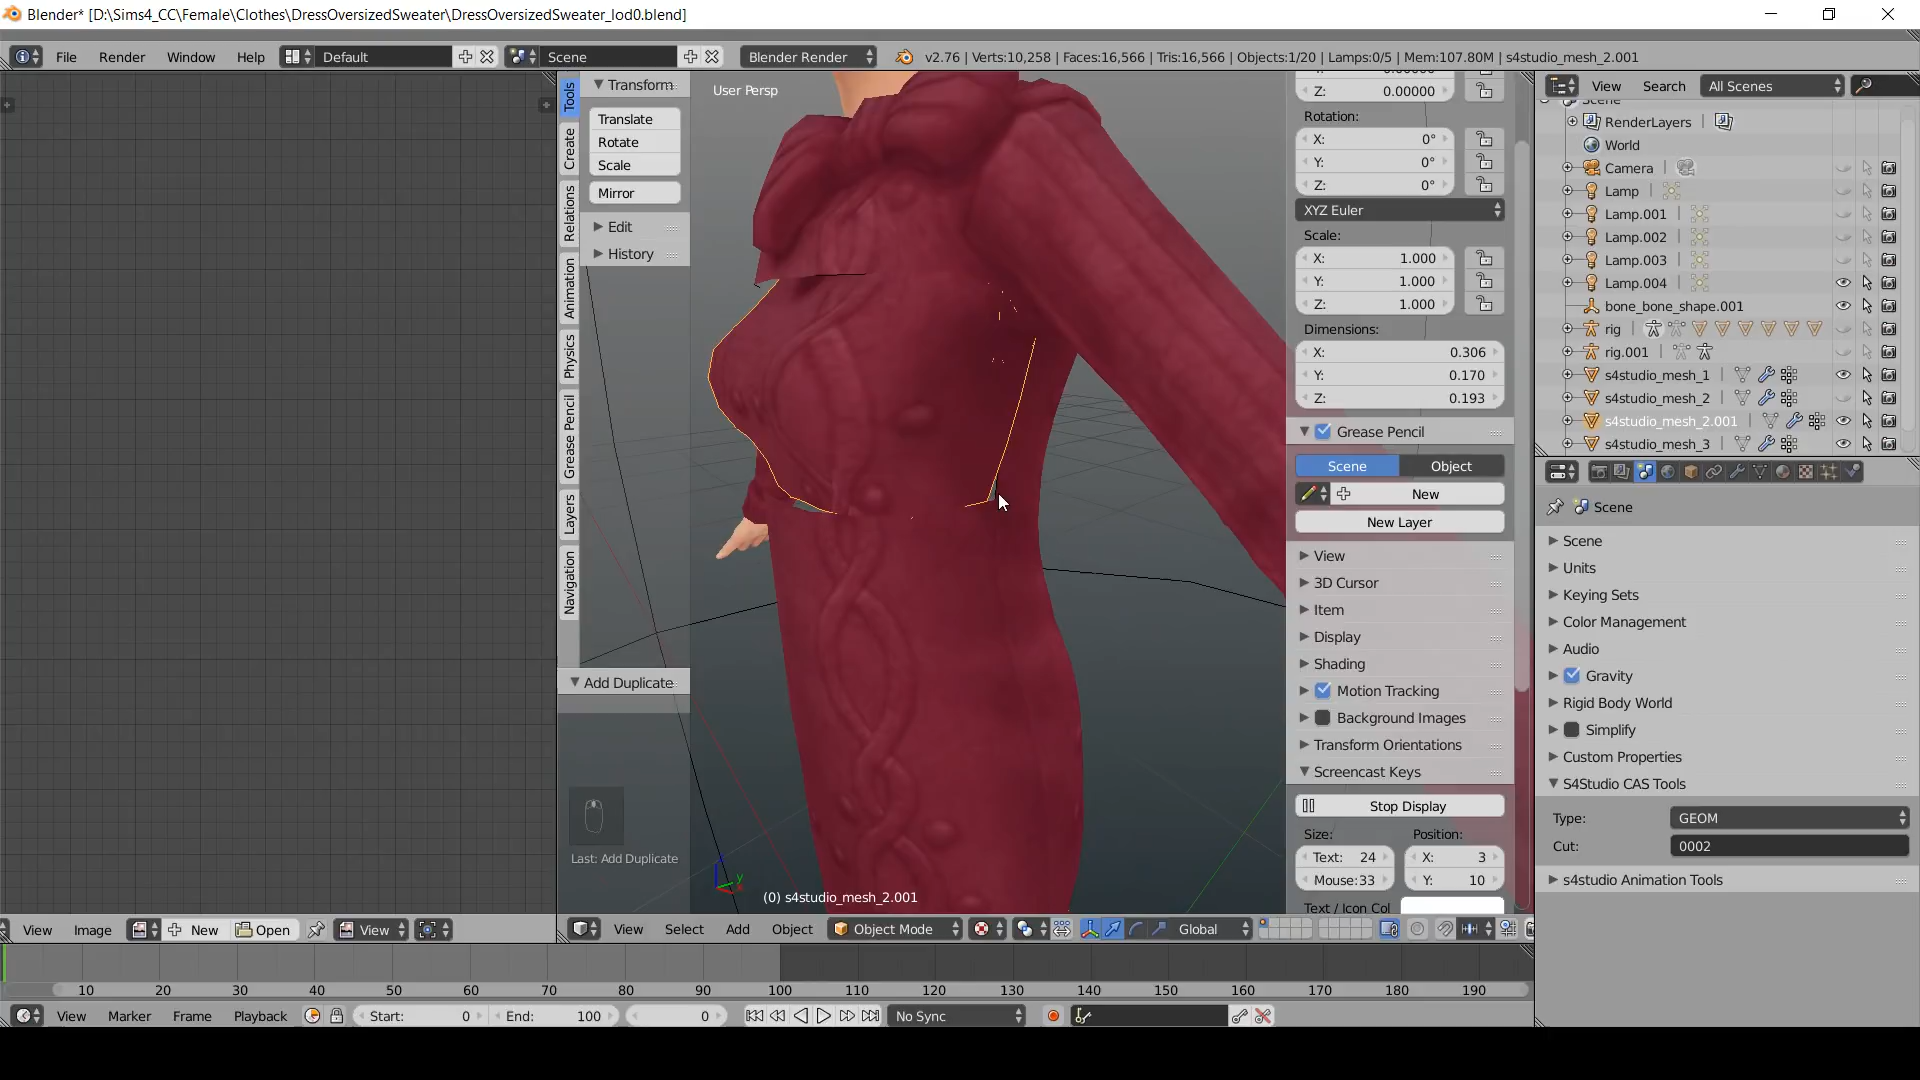 Blender* [D:\Sims4_CC\Female\Clothes\DressOversizedSweater\DressOversizedSweater_lod0.blend]
File Render Window Help Default Scene Blender Render v2.76 | Verts:10,258 | Faces:16,566 | Tris:16,566 | Objects:1/20 | Lamps:0/5 | Mem:107.80M | s4studio_mesh_2.001
Tools
Create
Relations
Animation
Physics
Grease Pencil
Layers
Navigation
Transform
Translate
Rotate
Scale
Mirror
Edit
History
Add Duplicate
Last: Add Duplicate
User Persp
(0) s4studio_mesh_2.001
Z: 0.00000
Rotation:
X: 0°
Y: 0°
Z: 0°
XYZ Euler
Scale:
X: 1.000
Y: 1.000
Z: 1.000
Dimensions:
X: 0.306
Y: 0.170
Z: 0.193
Grease Pencil
Scene Object
New
New Layer
View
3D Cursor
Item
Display
Shading
Motion Tracking
Background Images
Transform Orientations
Screencast Keys
Stop Display
Size: Position:
Text: 24 X: 3
Mouse:33 Y: 10
Text / Icon Col
View Search All Scenes
Scene
RenderLayers |
World
Camera |
Lamp |
Lamp.001 |
Lamp.002 |
Lamp.003 |
Lamp.004 |
bone_bone_shape.001
rig |
rig.001 |
s4studio_mesh_1 |
s4studio_mesh_2 |
s4studio_mesh_2.001 |
s4studio_mesh_3 |
Scene
Scene
Units
Keying Sets
Color Management
Audio
Gravity
Rigid Body World
Simplify
Custom Properties
S4Studio CAS Tools
Type: GEOM
Cut: 0002
s4studio Animation Tools
View Image New Open View
View Select Add Object Object Mode Global
10 20 30 40 50 60 70 80 90 100 110 120 130 140 150 160 170 180 190
View Marker Frame Playback Start: 0 End: 100 0 No Sync